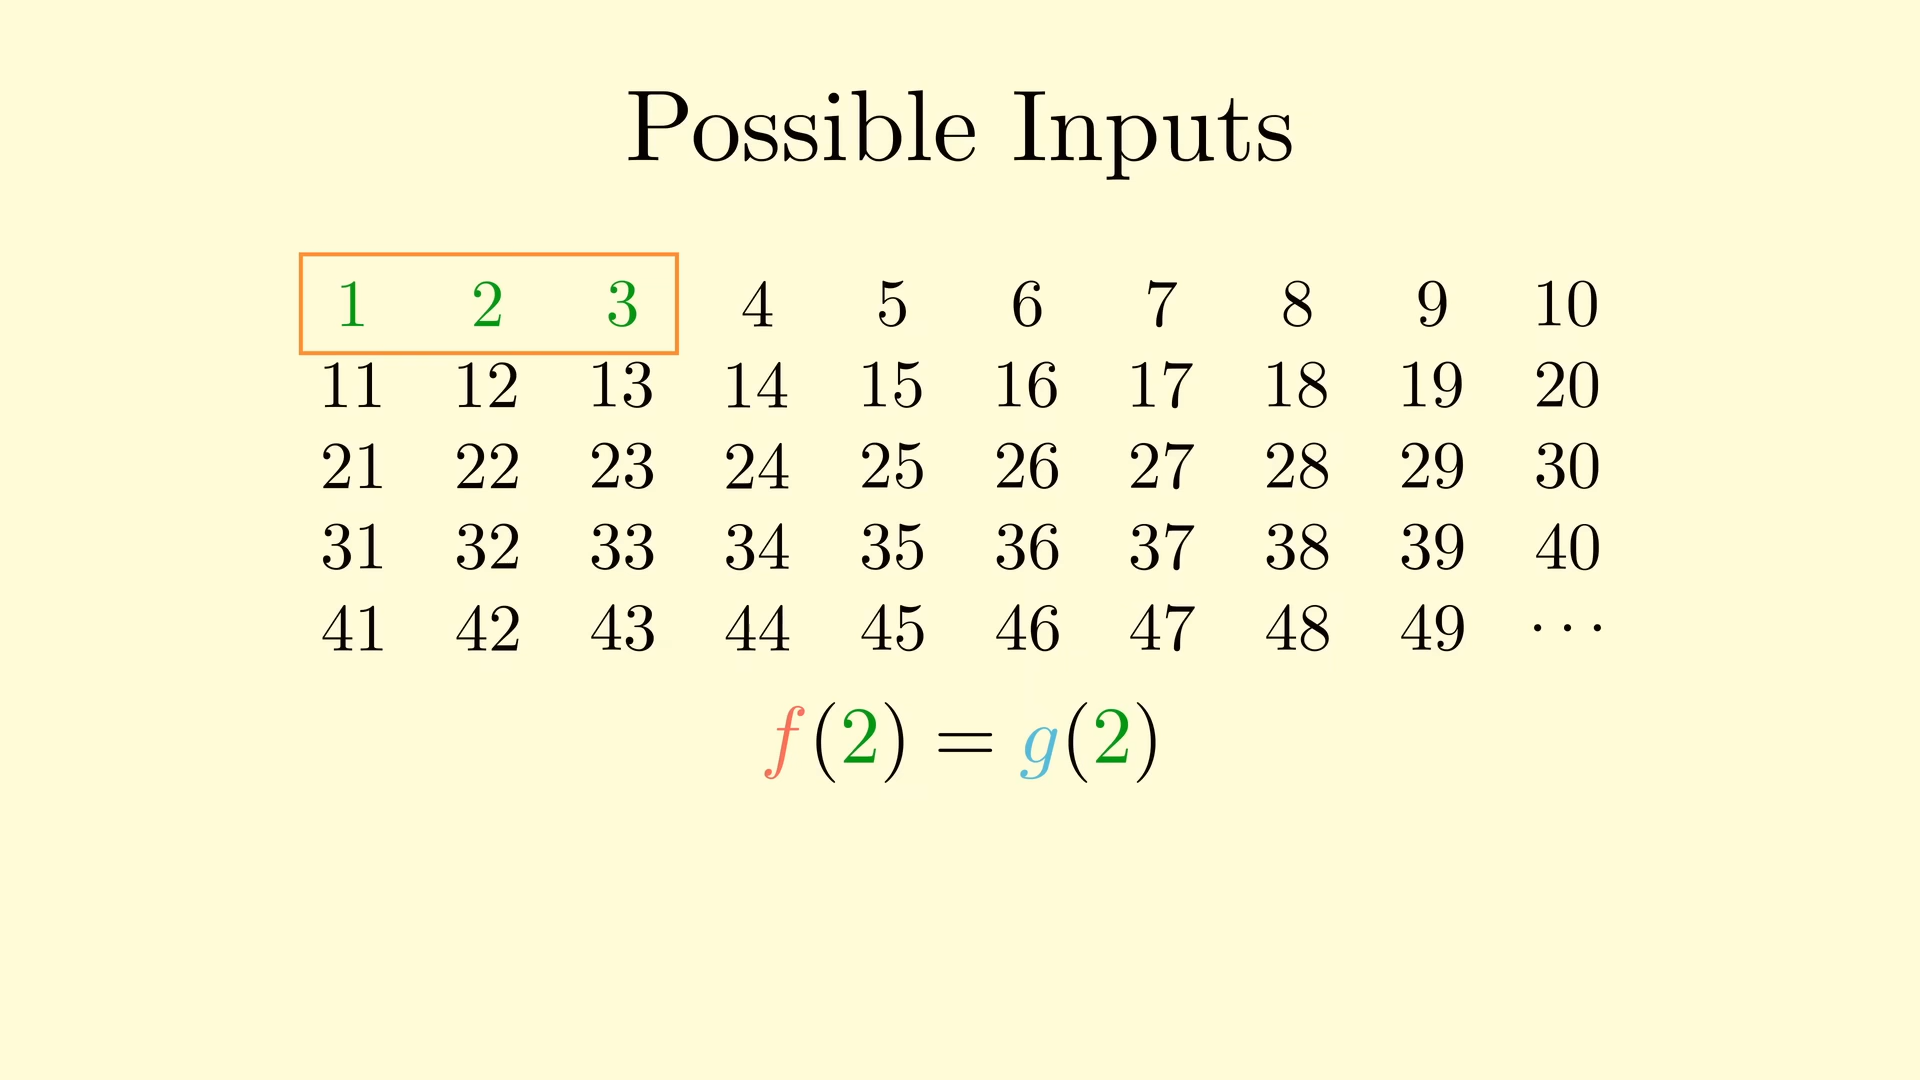 Possible Inputs
1 2 3 4 5 6 7 8 9 10
11 12 13 14 15 16 17 18 19 20
21 22 23 24 25 26 27 28 29 30
31 32 33 34 35 36 37 38 39 40
41 42 43 44 45 46 47 48 49 ⋯
f(2) = g(2)